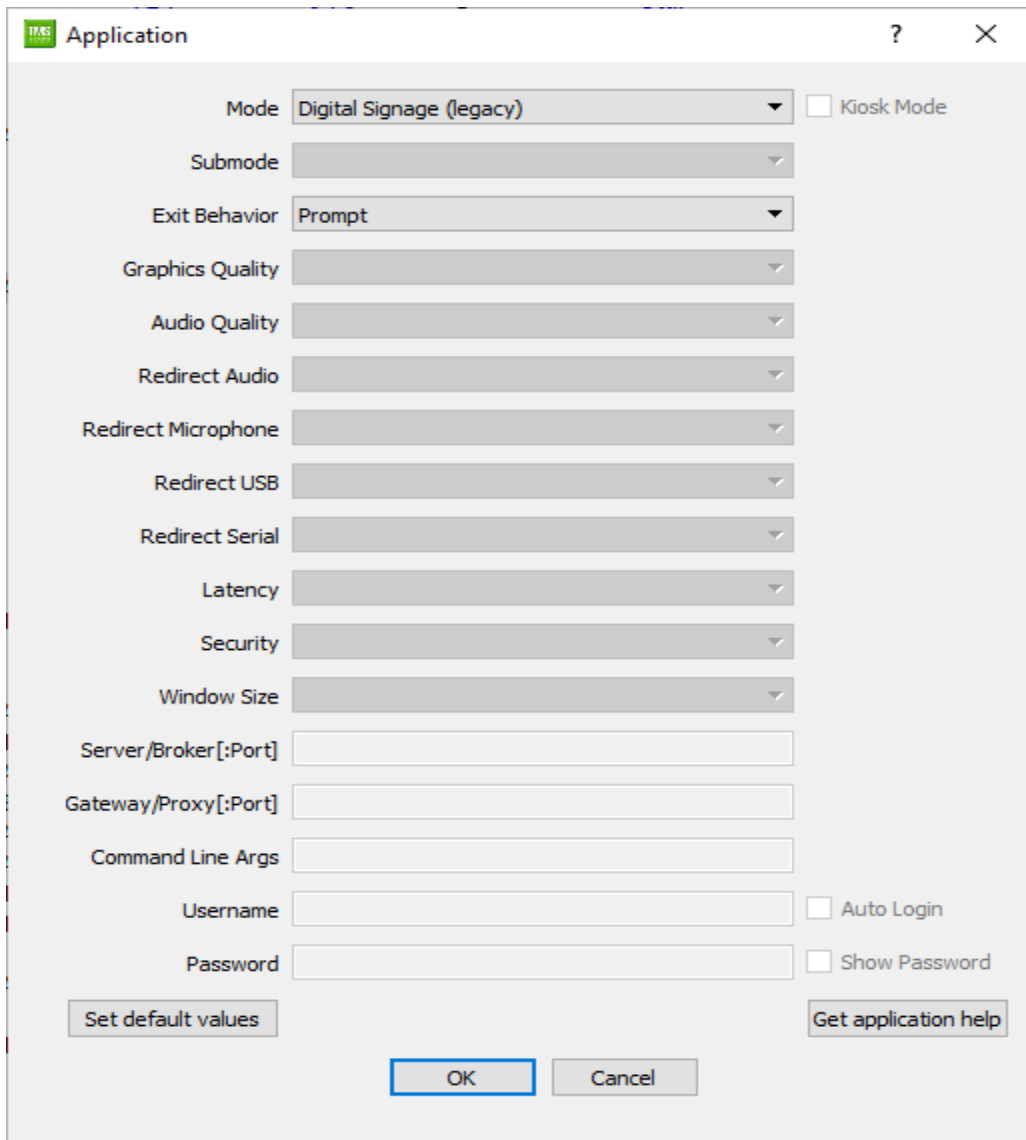 TMS
Application
?
Mode Digital Signage (legacy) Kiosk Mode
Submode
Exit Behavior Prompt
Graphics Quality
Audio Quality
Redirect Audio
Redirect Microphone
Redirect USB
Redirect Serial
Latency
Security
Window Size
Server/Broker[:Port]
Gateway/Proxy[:Port]
Command Line Args
Username Auto Login
Password Show Password
Set default values Get application help
OK Cancel